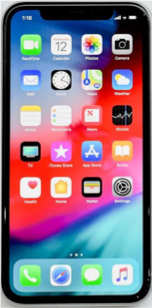 1:18
FaceTime Calendar Photos Camera
Mail Clock Maps Weather
Notes Reminders News Stocks
TV iTunes Store App Store Books
Health Home Wallet Settings